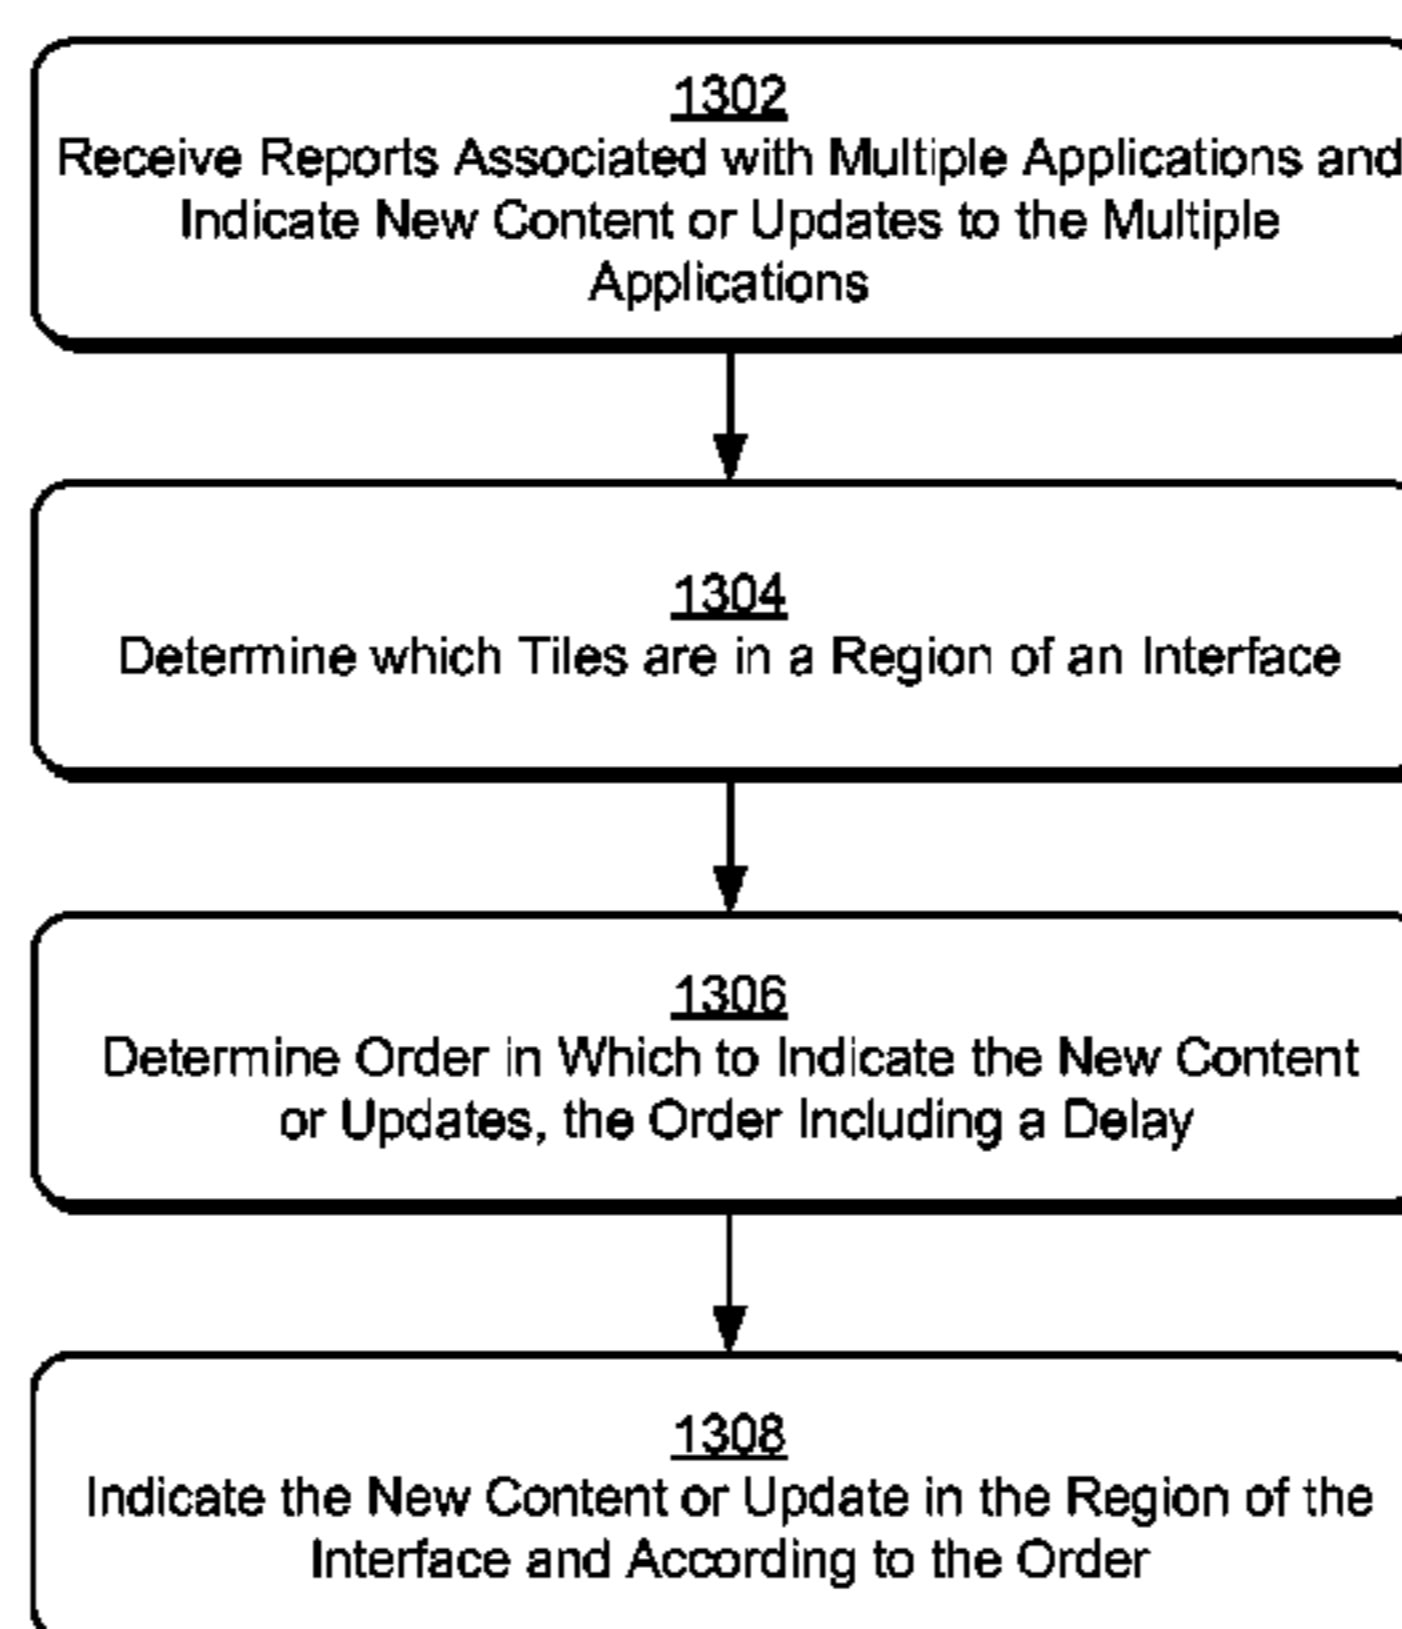 1302
Receive Reports Associated with Multiple Applications and
Indicate New Content or Updates to the Multiple
Applications
1304
Determine which Tiles are in a Region of an Interface
1306
Determine Order in Which to Indicate the New Content
or Updates, the Order Including a Delay
1308
Indicate the New Content or Update in the Region of the
Interface and According to the Order